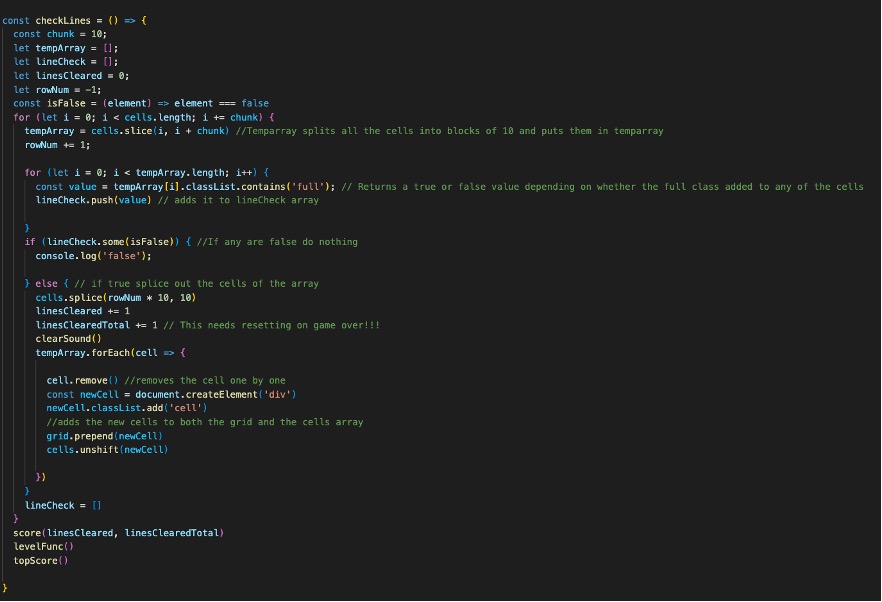 const checkLines = () => {
const chunk = 10;
let tempArray = [];
let lineCheck = [];
let linesCleared = 0;
let rowNum = -1;
const isFalse = (element) => element === false
for (let i = 0; i < cells.length; i += chunk) {
tempArray = cells.slice(i, i + chunk) //Temparray splits all the cells into blocks of 10 and puts them in temparray
rowNum += 1;
for (let i = 0; i < tempArray.length; i++) {
const value = tempArray[i].classList.contains('full'); // Returns a true or false value depending on whether the full class added to any of the cells
lineCheck.push(value) // adds it to lineCheck array
}
if (lineCheck.some(isFalse)) { //If any are false do nothing
console.log('false');
} else { // if true splice out the cells of the array
cells.splice(rowNum * 10, 10)
linesCleared += 1
linesClearedTotal += 1 // This needs resetting on game over!!!
clearSound()
tempArray.forEach(cell => {
cell.remove() //removes the cell one by one
const newCell = document.createElement('div')
newCell.classList.add('cell')
//adds the new cells to both the grid and the cells array
grid.prepend(newCell)
cells.unshift(newCell)
})
}
lineCheck = []
}
score(linesCleared, linesClearedTotal)
levelFunc()
topScore()
}